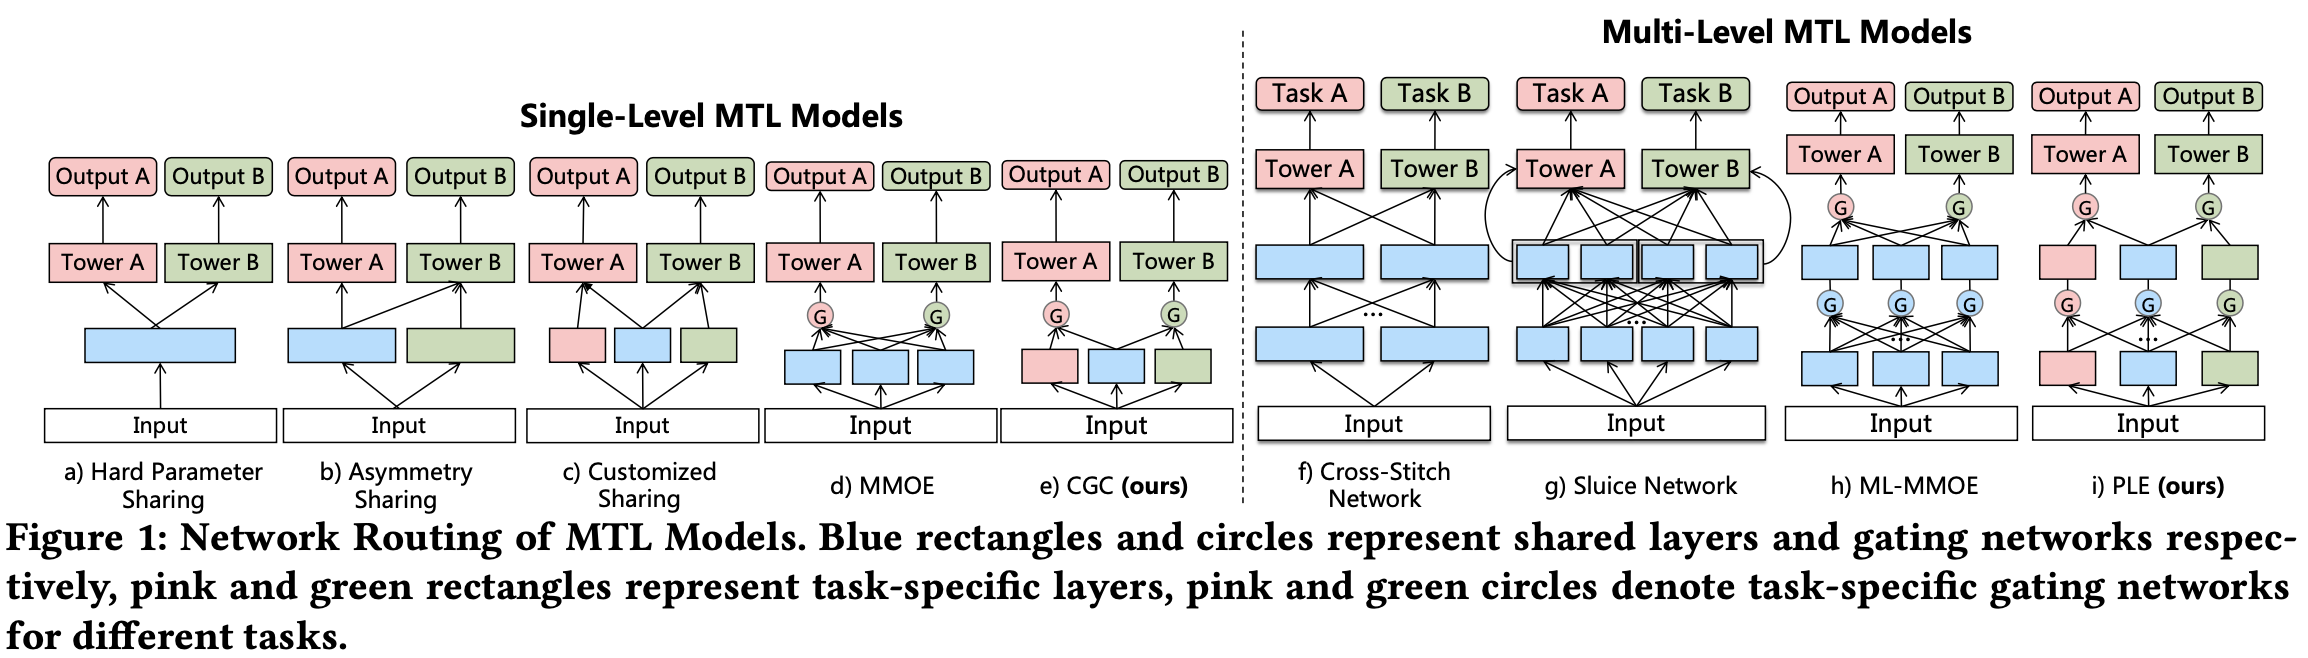 Single-Level MTL Models
Output A Output B
Tower A Tower B
Input
a) Hard Parameter
Sharing
Output A Output B
Tower A Tower B
Input
b) Asymmetry
Sharing
Output A Output B
Tower A Tower B
Input
c) Customized
Sharing
Output A Output B
Tower A Tower B
G G
Input
d) MMOE
Output A Output B
Tower A Tower B
G G
Input
e) CGC (ours)
Multi-Level MTL Models
Task A Task B
Tower A Tower B
...
Input
f) Cross-Stitch
Network
Task A Task B
Tower A Tower B
...
Input
g) Sluice Network
Output A Output B
Tower A Tower B
G G
G G G
...
Input
h) ML-MMOE
Output A Output B
Tower A Tower B
G G
G G G
...
Input
i) PLE (ours)
Figure 1: Network Routing of MTL Models. Blue rectangles and circles represent shared layers and gating networks respec-
tively, pink and green rectangles represent task-specific layers, pink and green circles denote task-specific gating networks
for different tasks.